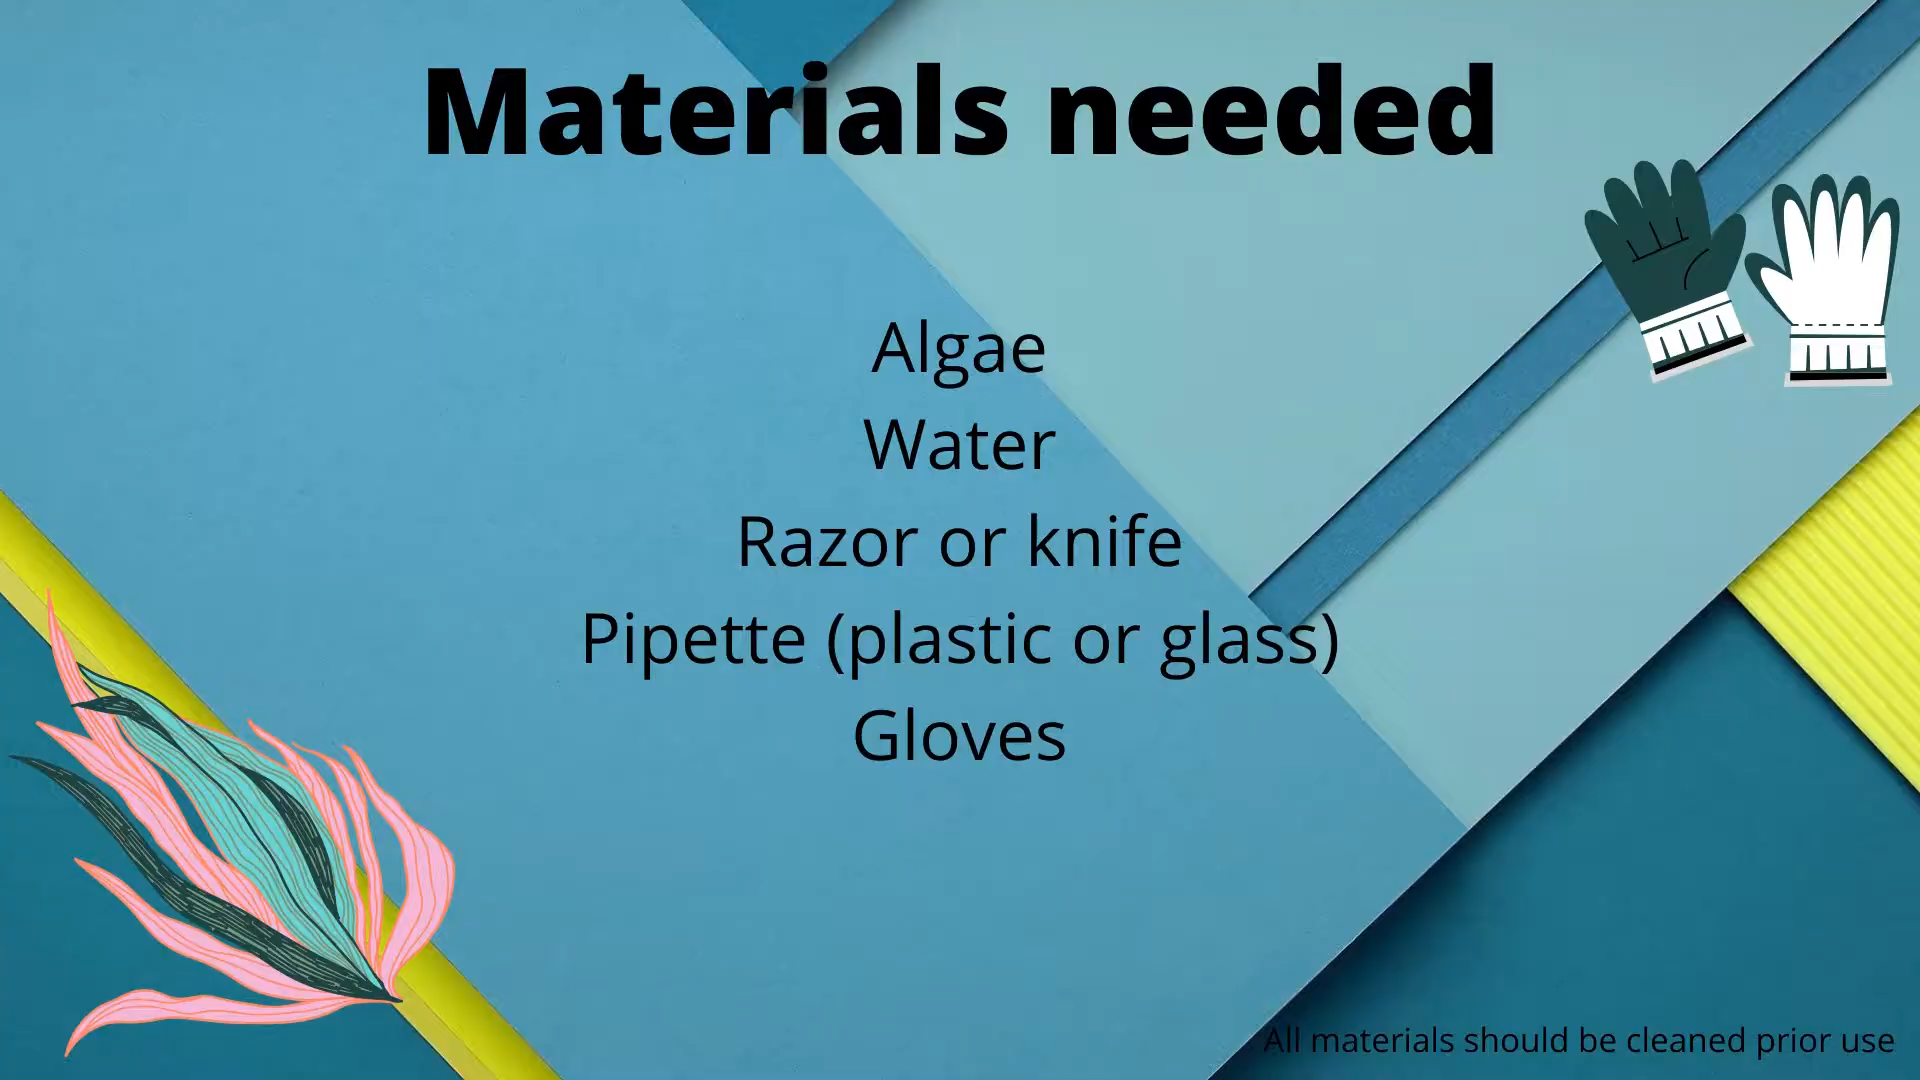 Materials needed
Algae
Water
Razor or knife
Pipette (plastic or glass)
Gloves
All materials should be cleaned prior use